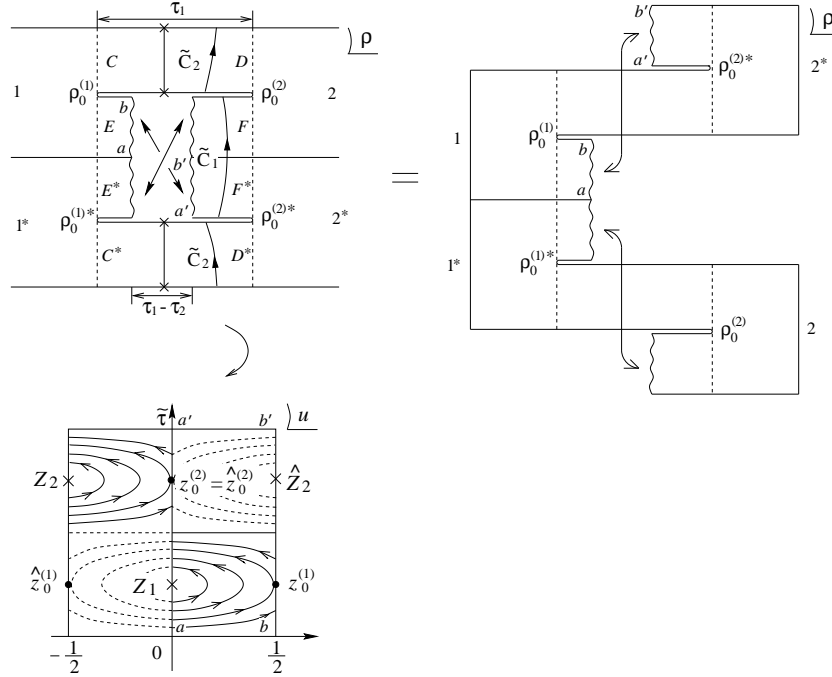 τ₁
ρ
C C̃₂ D
1 ρ₀⁽¹⁾ ρ₀⁽²⁾ 2
b
E F
a b′ C̃₁
E* F*
a′
1* ρ₀⁽¹⁾* ρ₀⁽²⁾* 2*
C* C̃₂ D*
τ₁ - τ₂
=
b′ ρ
a′ ρ₀⁽²⁾* 2*
1 ρ₀⁽¹⁾
b
a
1* ρ₀⁽¹⁾*
ρ₀⁽²⁾ 2
τ̃ a′ b′ u
Z₂ z₀⁽²⁾ = ẑ₀⁽²⁾ Ẑ₂
ẑ₀⁽¹⁾ Z₁ z₀⁽¹⁾
a b
-1/2 0 1/2